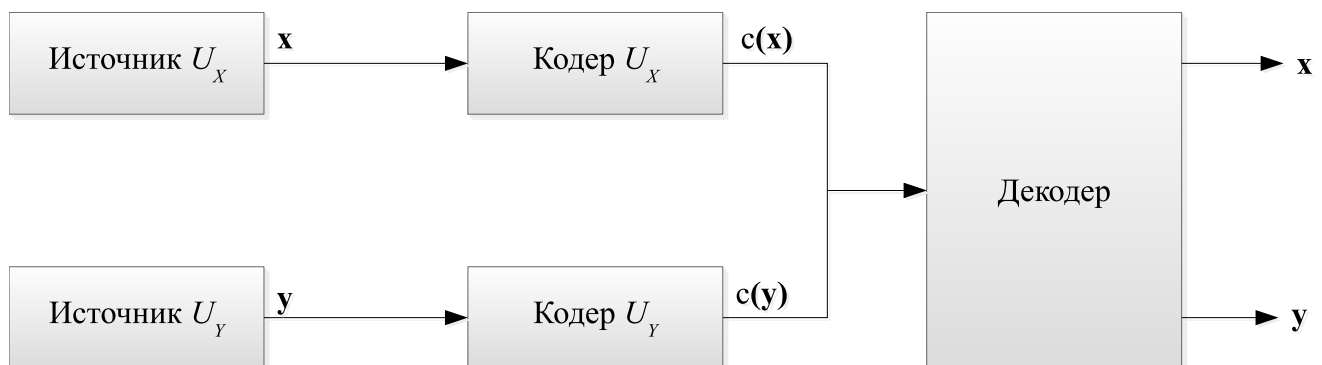 Источник U_X
x
Кодер U_X
c(x)
x
Декодер
Источник U_Y
y
Кодер U_Y
c(y)
y